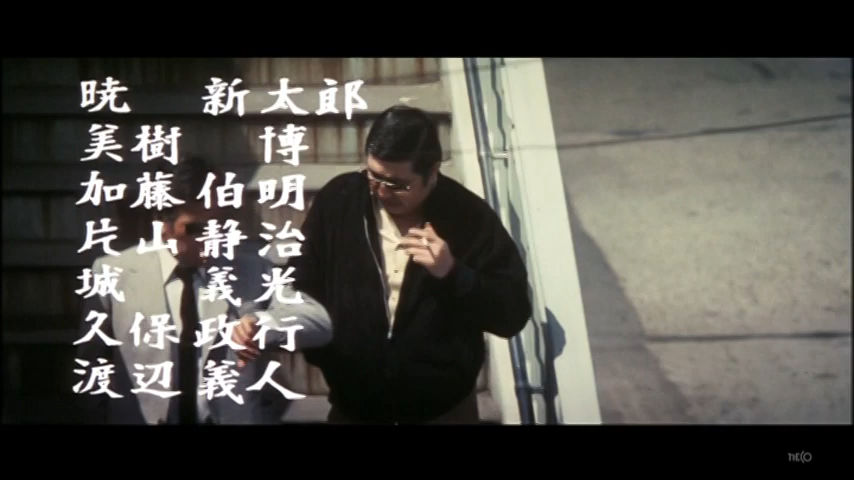 暁 新太郎
美樹 博
加藤伯明
片山静治
城 義光
久保政行
渡辺義人